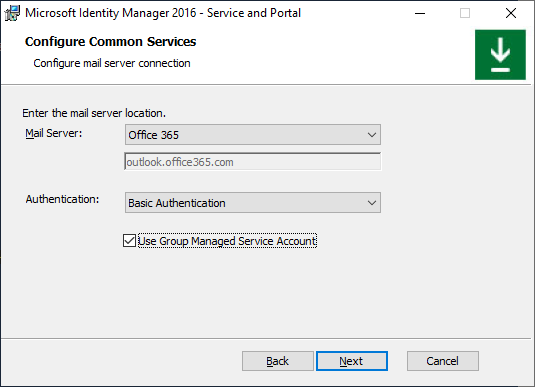 Microsoft Identity Manager 2016 - Service and Portal
Configure Common Services
Configure mail server connection
Enter the mail server location.
Mail Server: Office 365
outlook.office365.com
Authentication: Basic Authentication
Use Group Managed Service Account
Back Next Cancel